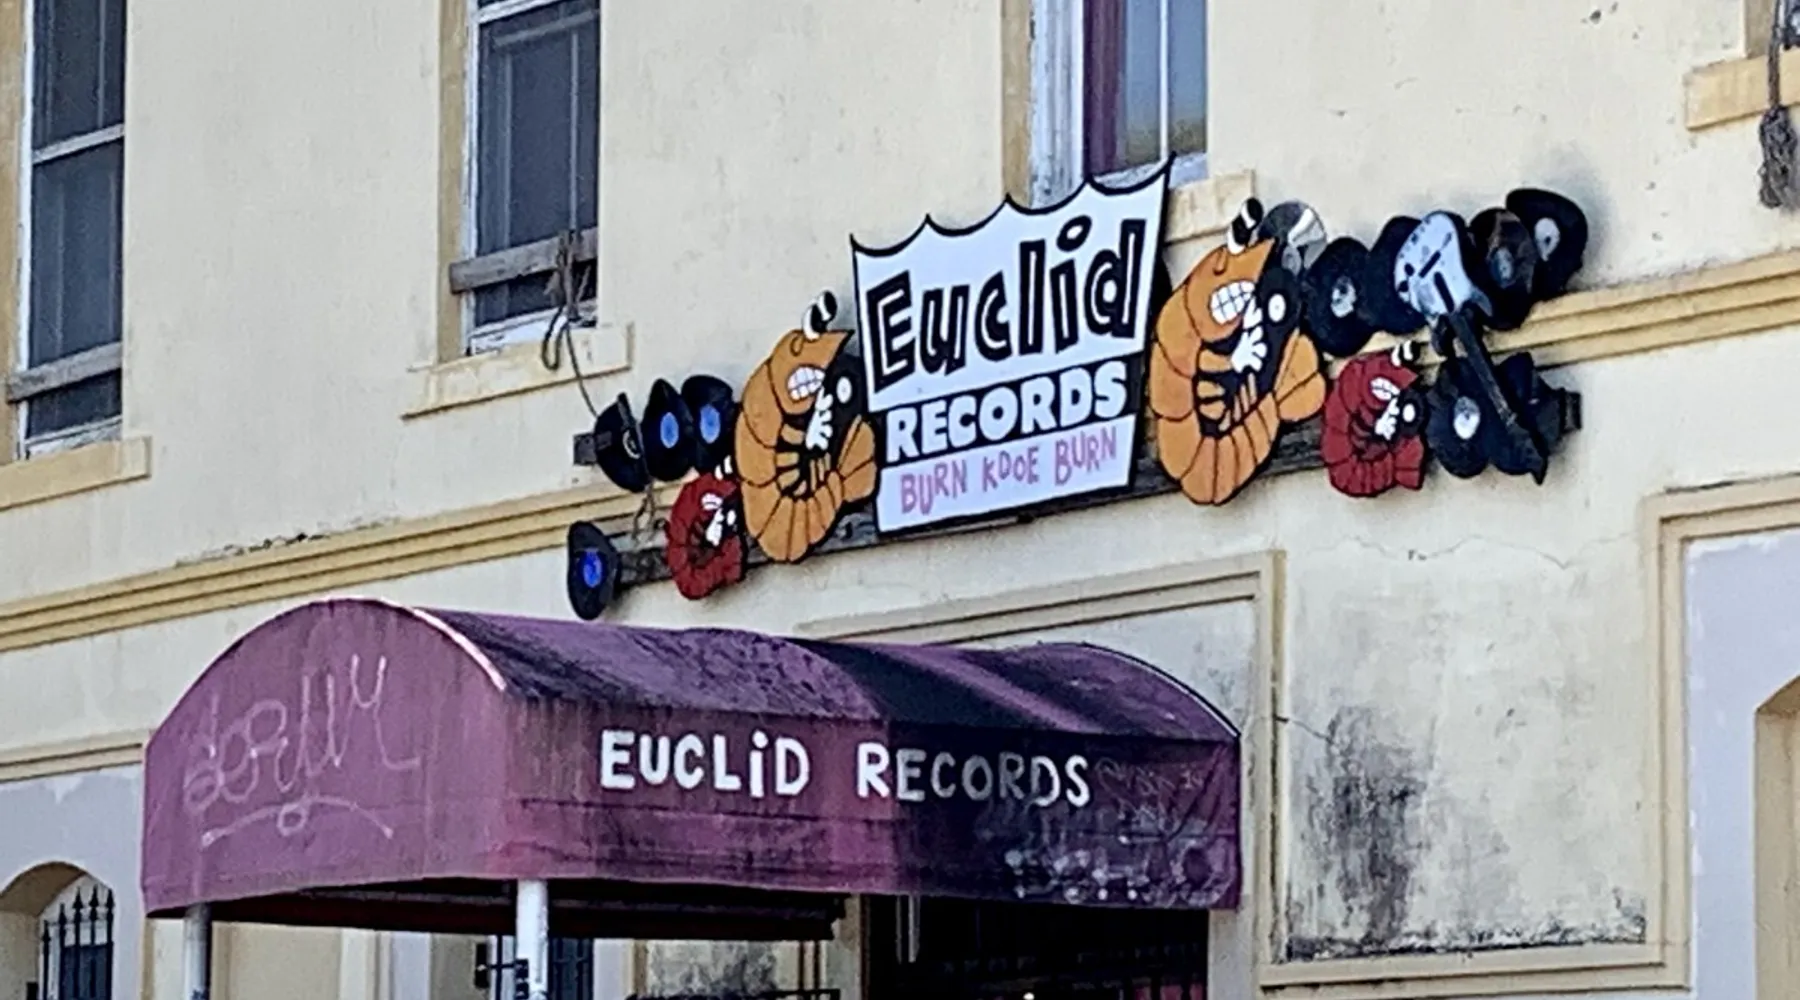 Euclid
RECORDS
BURN KDOE BURN
EUCLiD RECORDS